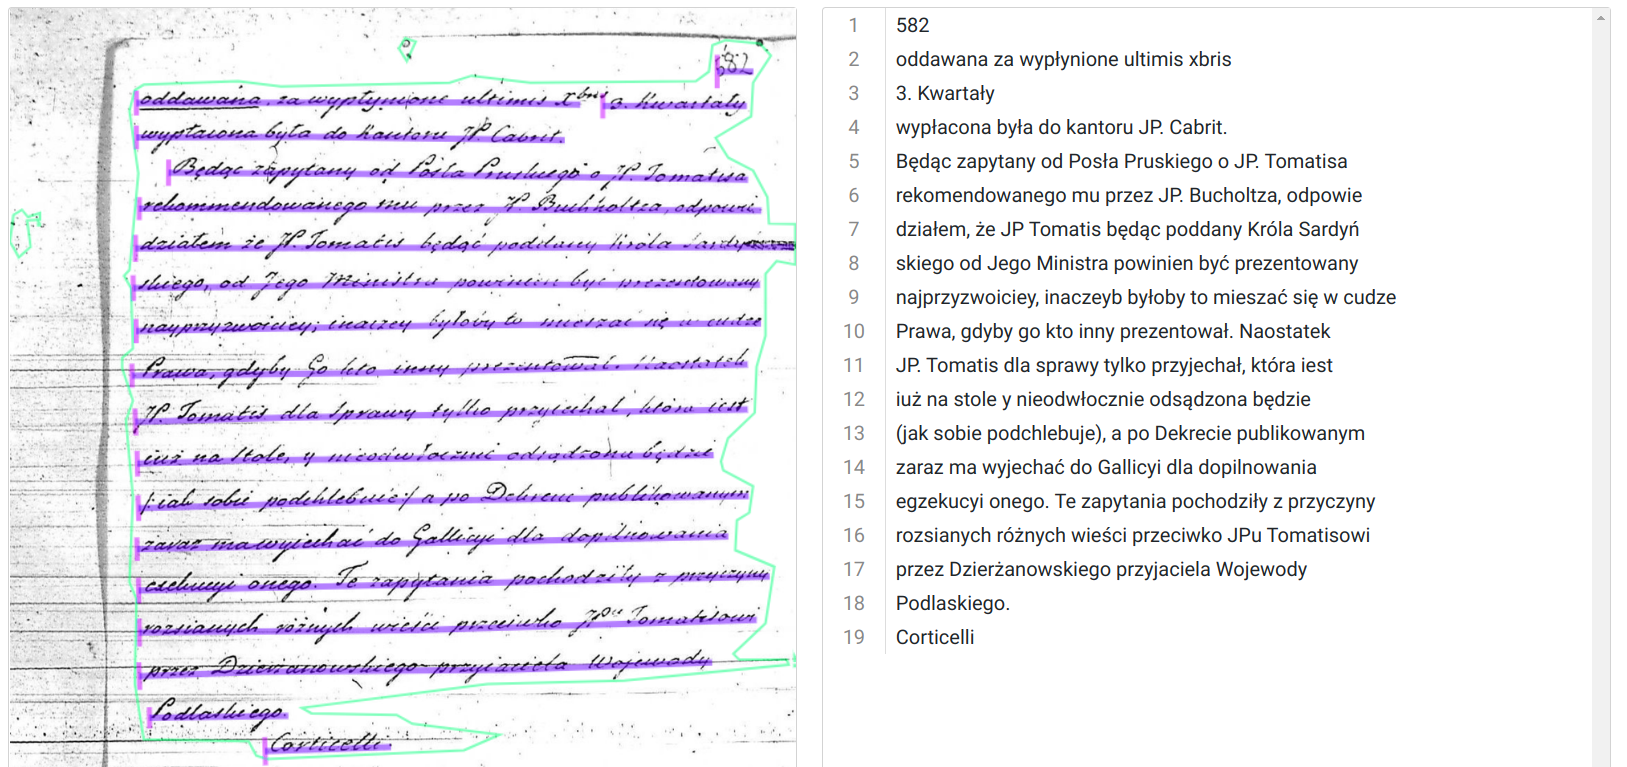 582
oddawana za wypłynione ultimis xbris 3. Kwartały
wypłacona była do Kantoru JP. Cabrit.
Będąc zapytany od Posła Pruskiego o JP. Tomatisa
rekommendowanego mu przez JP Buchholtza, odpowie
działem że JP. Tomatis będąc poddany Króla Sardyń
skiego, od Jego Ministra powinien być prezentowany
nayprzyzwoiciey, inaczey byłoby to mieszać się w cudze
Prawa, gdyby Go kto inny prezentował. Naostatek
JP. Tomatis dla sprawy tylko przyiechał, która iest
iuż na stole, y nieodwłocznie odsądzona będzie
/:iak sobie podchlebuie:/ a po Dekrecie publikowanym
zaraz ma wyiechać do Gallicyi dla dopilnowania
exekucyi onego. Te zapytania pochodziły z przyczyny
rozsianych różnych wieści przeciwko JPu Tomatisowi
przez Dzierżanowskiego przyiaciela Wojewody
Podlaskiego.
Corticelli.
1 582
2 oddawana za wypłynione ultimis xbris
3 3. Kwartały
4 wypłacona była do kantoru JP. Cabrit.
5 Będąc zapytany od Posła Pruskiego o JP. Tomatisa
6 rekomendowanego mu przez JP. Bucholtza, odpowie
7 działem, że JP Tomatis będąc poddany Króla Sardyń
8 skiego od Jego Ministra powinien być prezentowany
9 najprzyzwoiciey, inaczeyb byłoby to mieszać się w cudze
10 Prawa, gdyby go kto inny prezentował. Naostatek
11 JP. Tomatis dla sprawy tylko przyjechał, która iest
12 iuż na stole y nieodwłocznie odsądzona będzie
13 (jak sobie podchlebuje), a po Dekrecie publikowanym
14 zaraz ma wyjechać do Gallicyi dla dopilnowania
15 egzekucyi onego. Te zapytania pochodziły z przyczyny
16 rozsianych różnych wieści przeciwko JPu Tomatisowi
17 przez Dzierżanowskiego przyjaciela Wojewody
18 Podlaskiego.
19 Corticelli